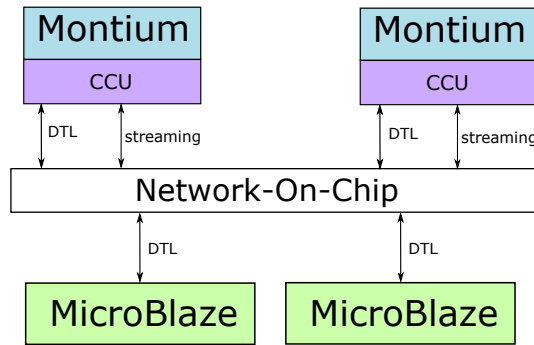 Montium
Montium
CCU
CCU
DTL
streaming
DTL
streaming
Network-On-Chip
DTL
DTL
MicroBlaze
MicroBlaze